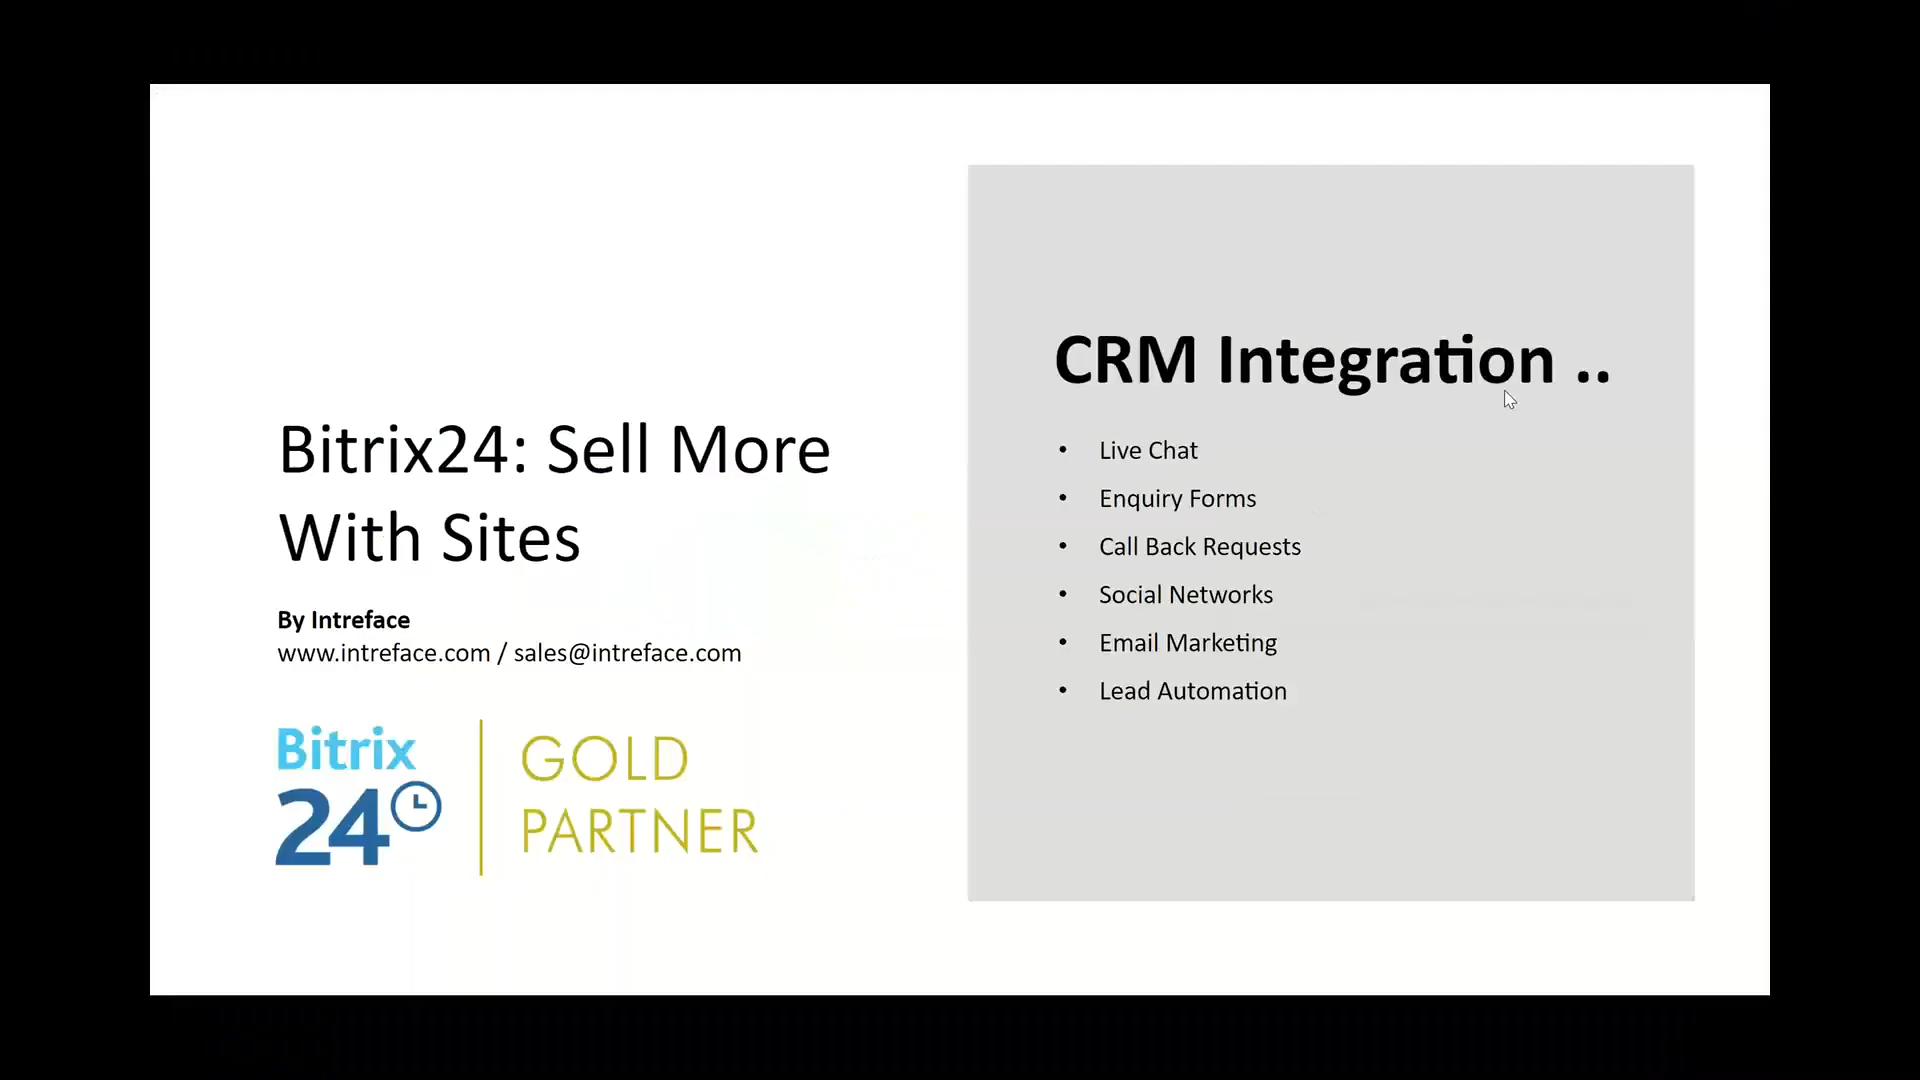 Bitrix24: Sell More
With Sites
By Intreface
www.intreface.com / sales@intreface.com
Bitrix
24
GOLD
PARTNER
CRM Integration ..
• Live Chat
• Enquiry Forms
• Call Back Requests
• Social Networks
• Email Marketing
• Lead Automation